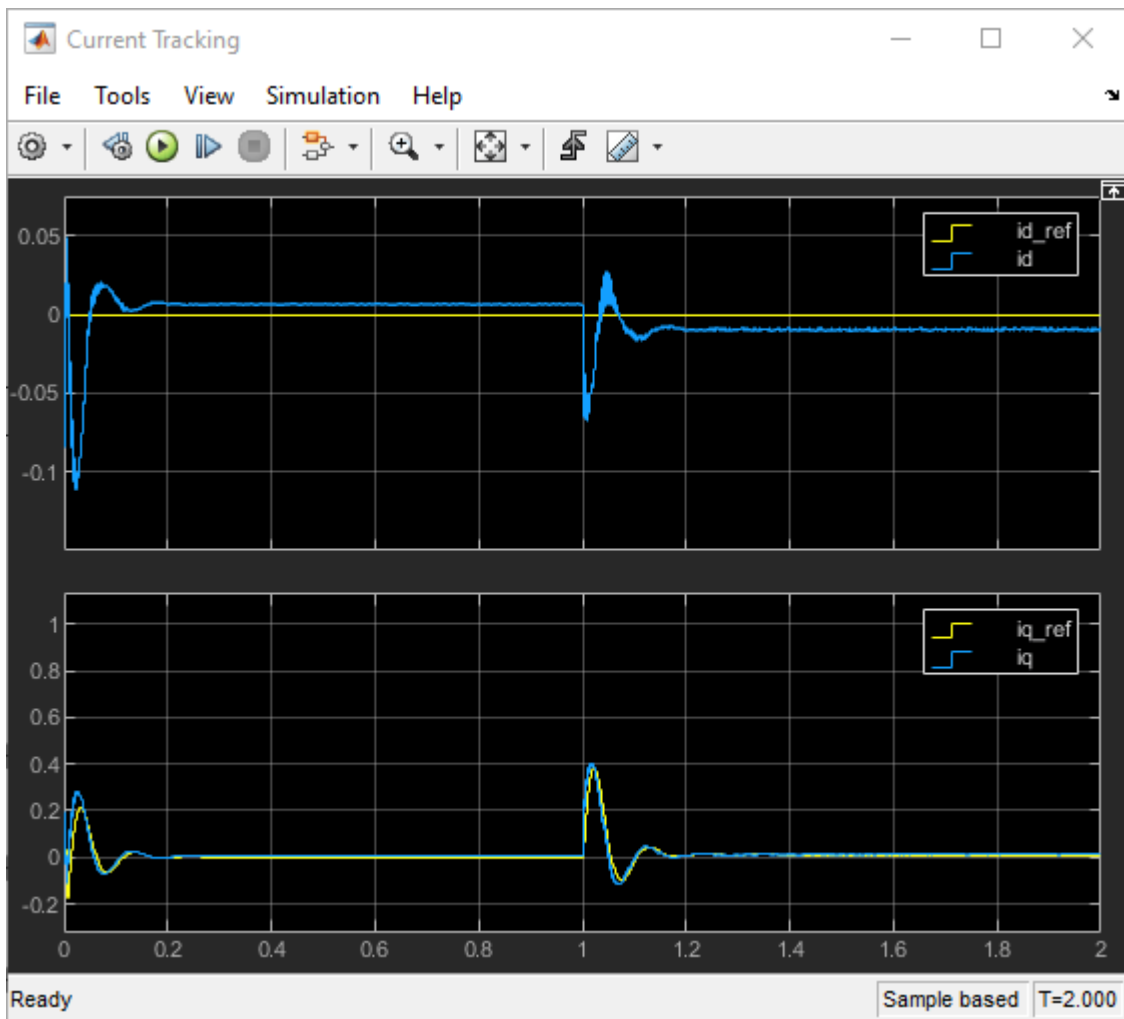 Current Tracking
File Tools View Simulation Help
0.05
0
-0.05
-0.1
id_ref
id
1
0.8
0.6
0.4
0.2
0
-0.2
iq_ref
iq
0 0.2 0.4 0.6 0.8 1 1.2 1.4 1.6 1.8 2
Ready Sample based T=2.000